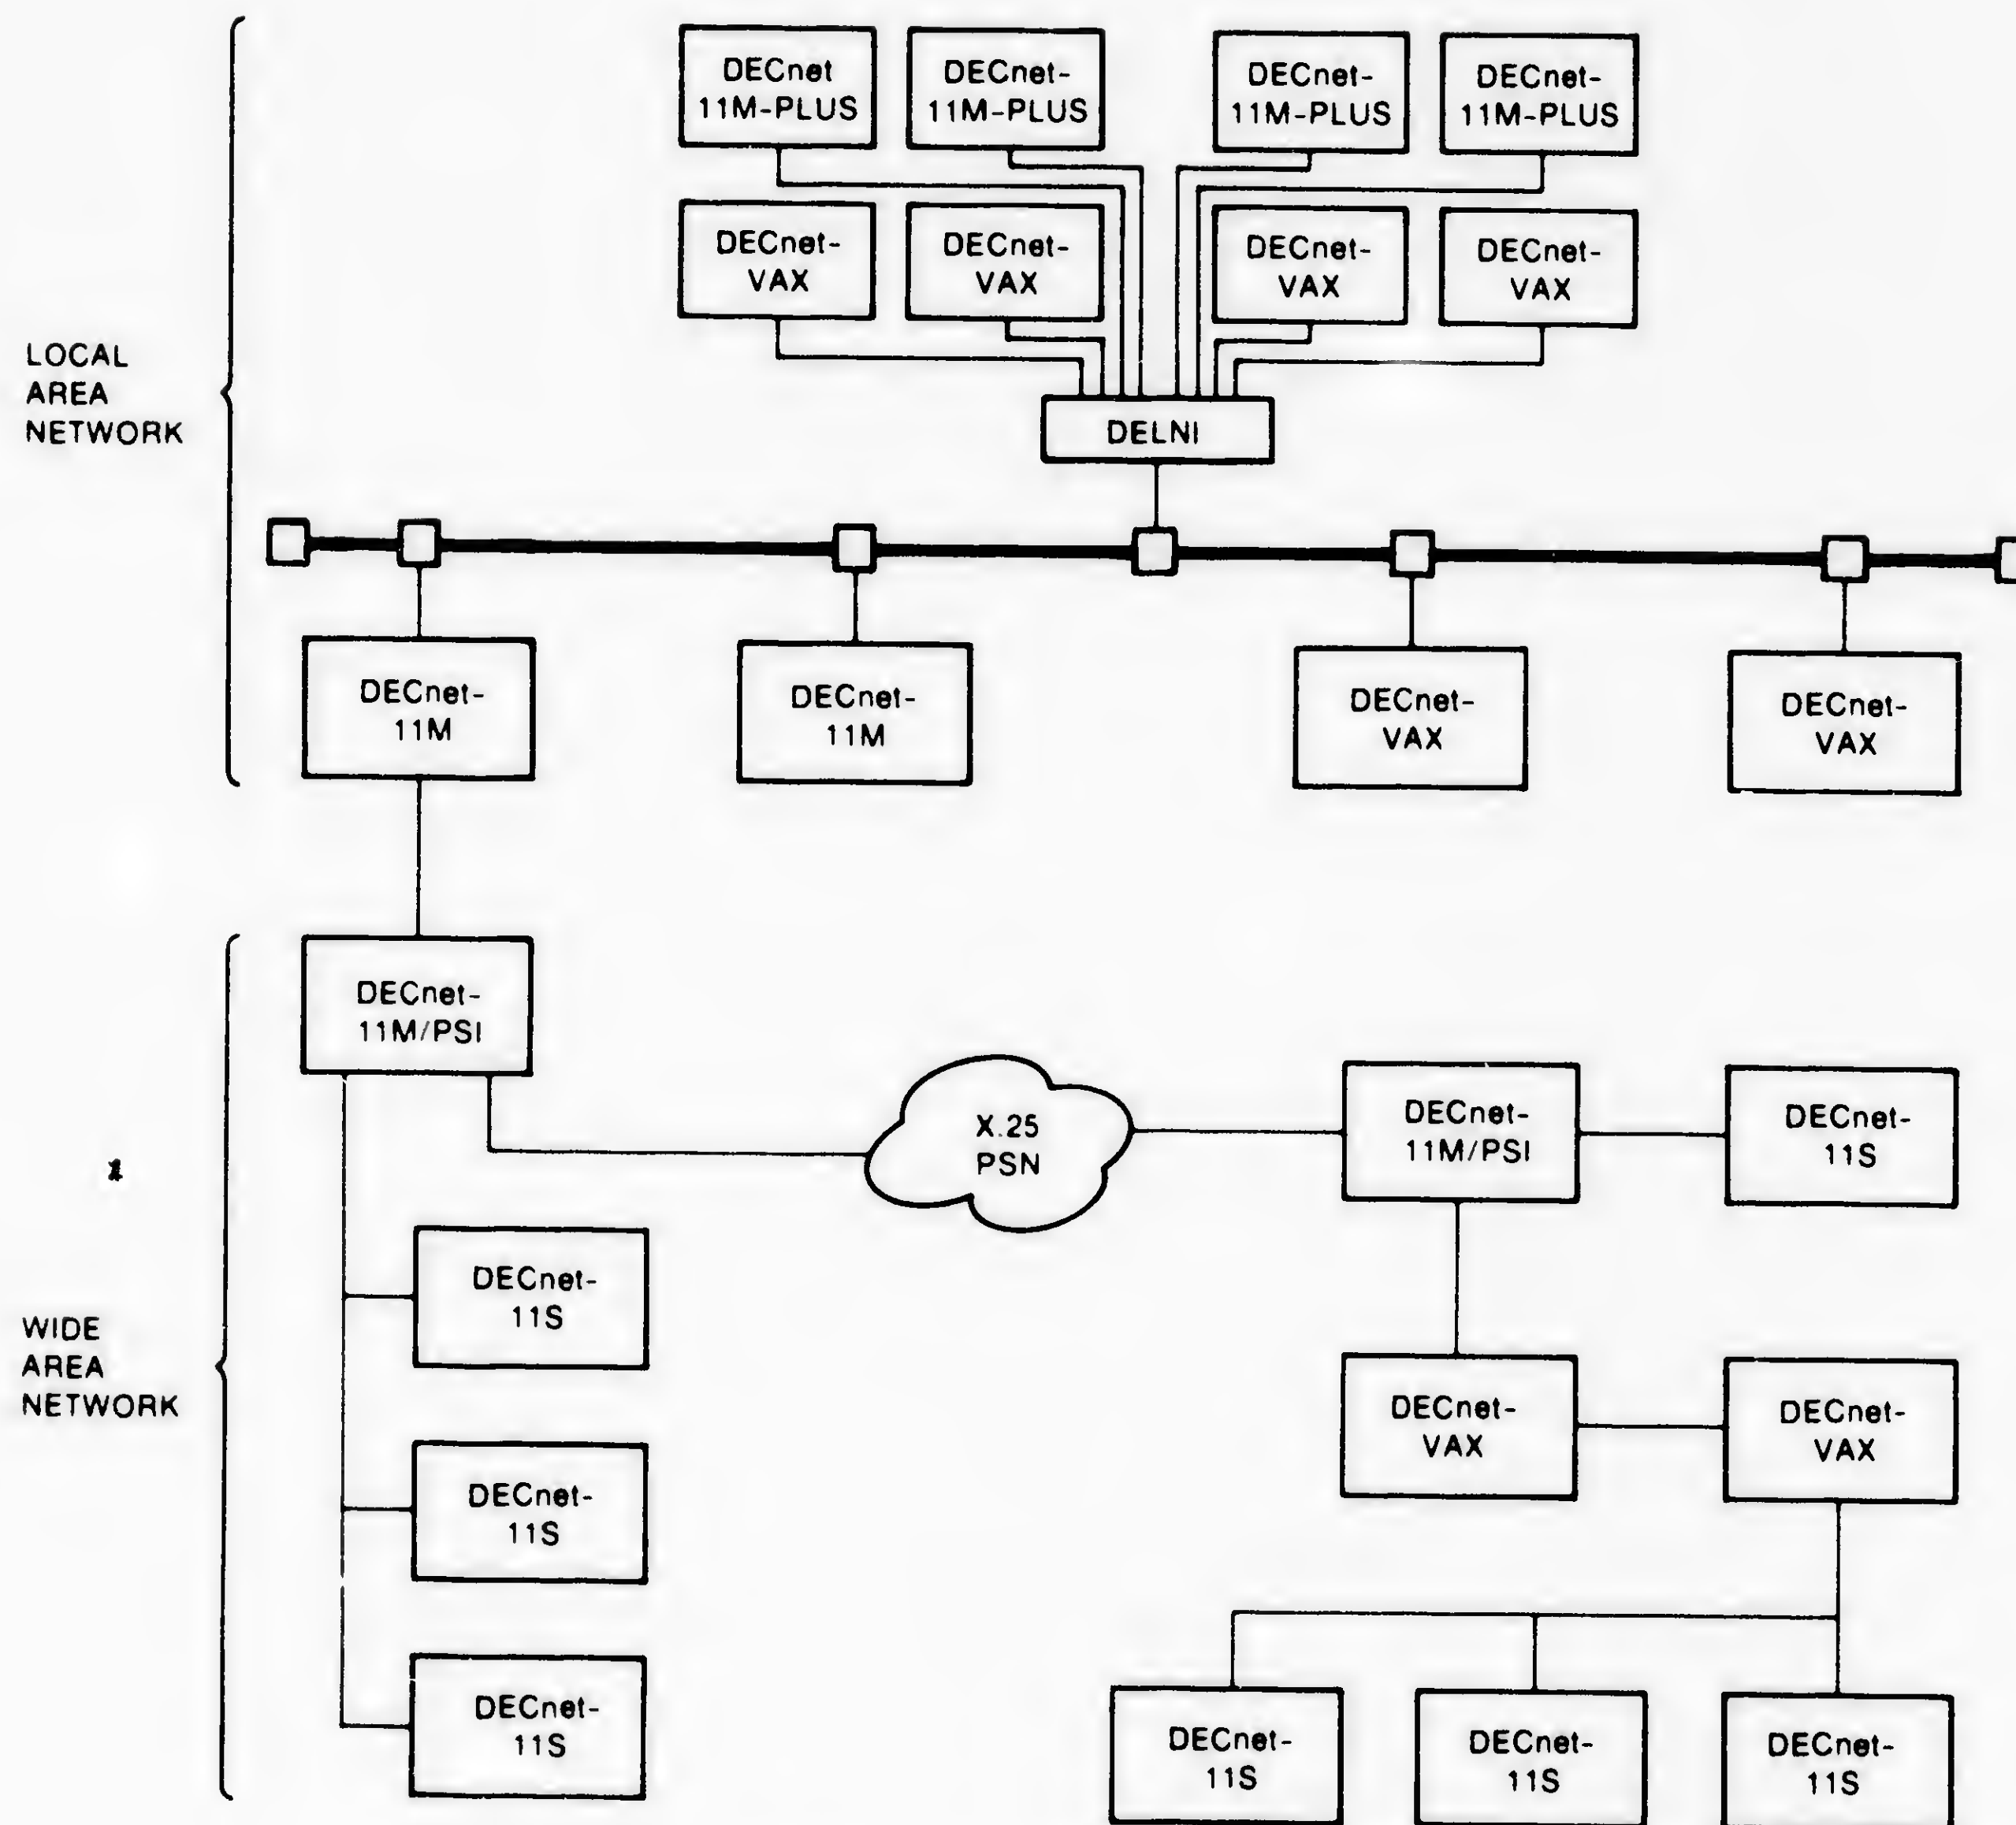 DECnet
11M-PLUS
DECnet-
11M-PLUS
DECnet-
11M-PLUS
DECnet-
11M-PLUS
DECnet-
VAX
DECnet-
VAX
DECnet-
VAX
DECnet-
VAX
LOCAL
AREA
NETWORK
DELNI
DECnet-
11M
DECnet-
11M
DECnet-
VAX
DECnet-
VAX
DECnet-
11M/PSI
X.25
PSN
DECnet-
11M/PSI
DECnet-
11S
WIDE
AREA
NETWORK
DECnet-
11S
DECnet-
VAX
DECnet-
VAX
DECnet-
11S
DECnet-
11S
DECnet-
11S
DECnet-
11S
DECnet-
11S